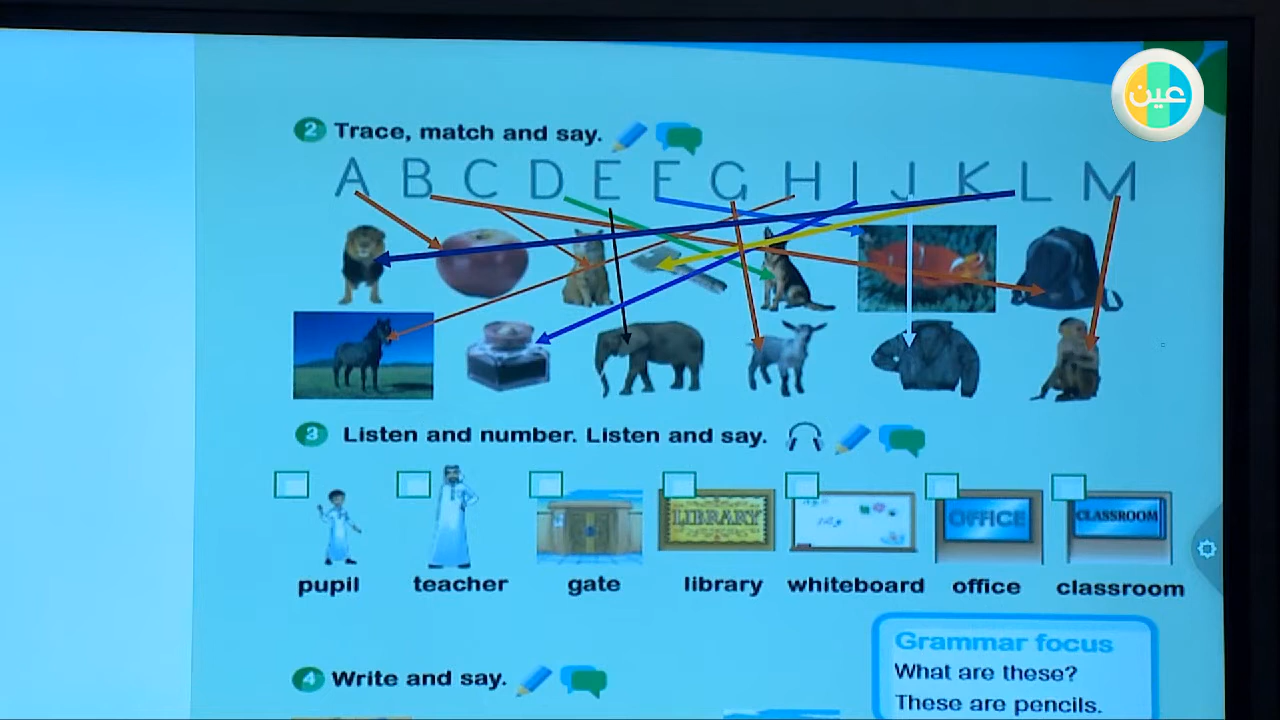 عين
2 Trace, match and say.
A B C D E F G H I J K L M
3 Listen and number. Listen and say.
LIBRARY OFFICE CLASSROOM
pupil teacher gate library whiteboard office classroom
Grammar focus
What are these?
These are pencils.
4 Write and say.